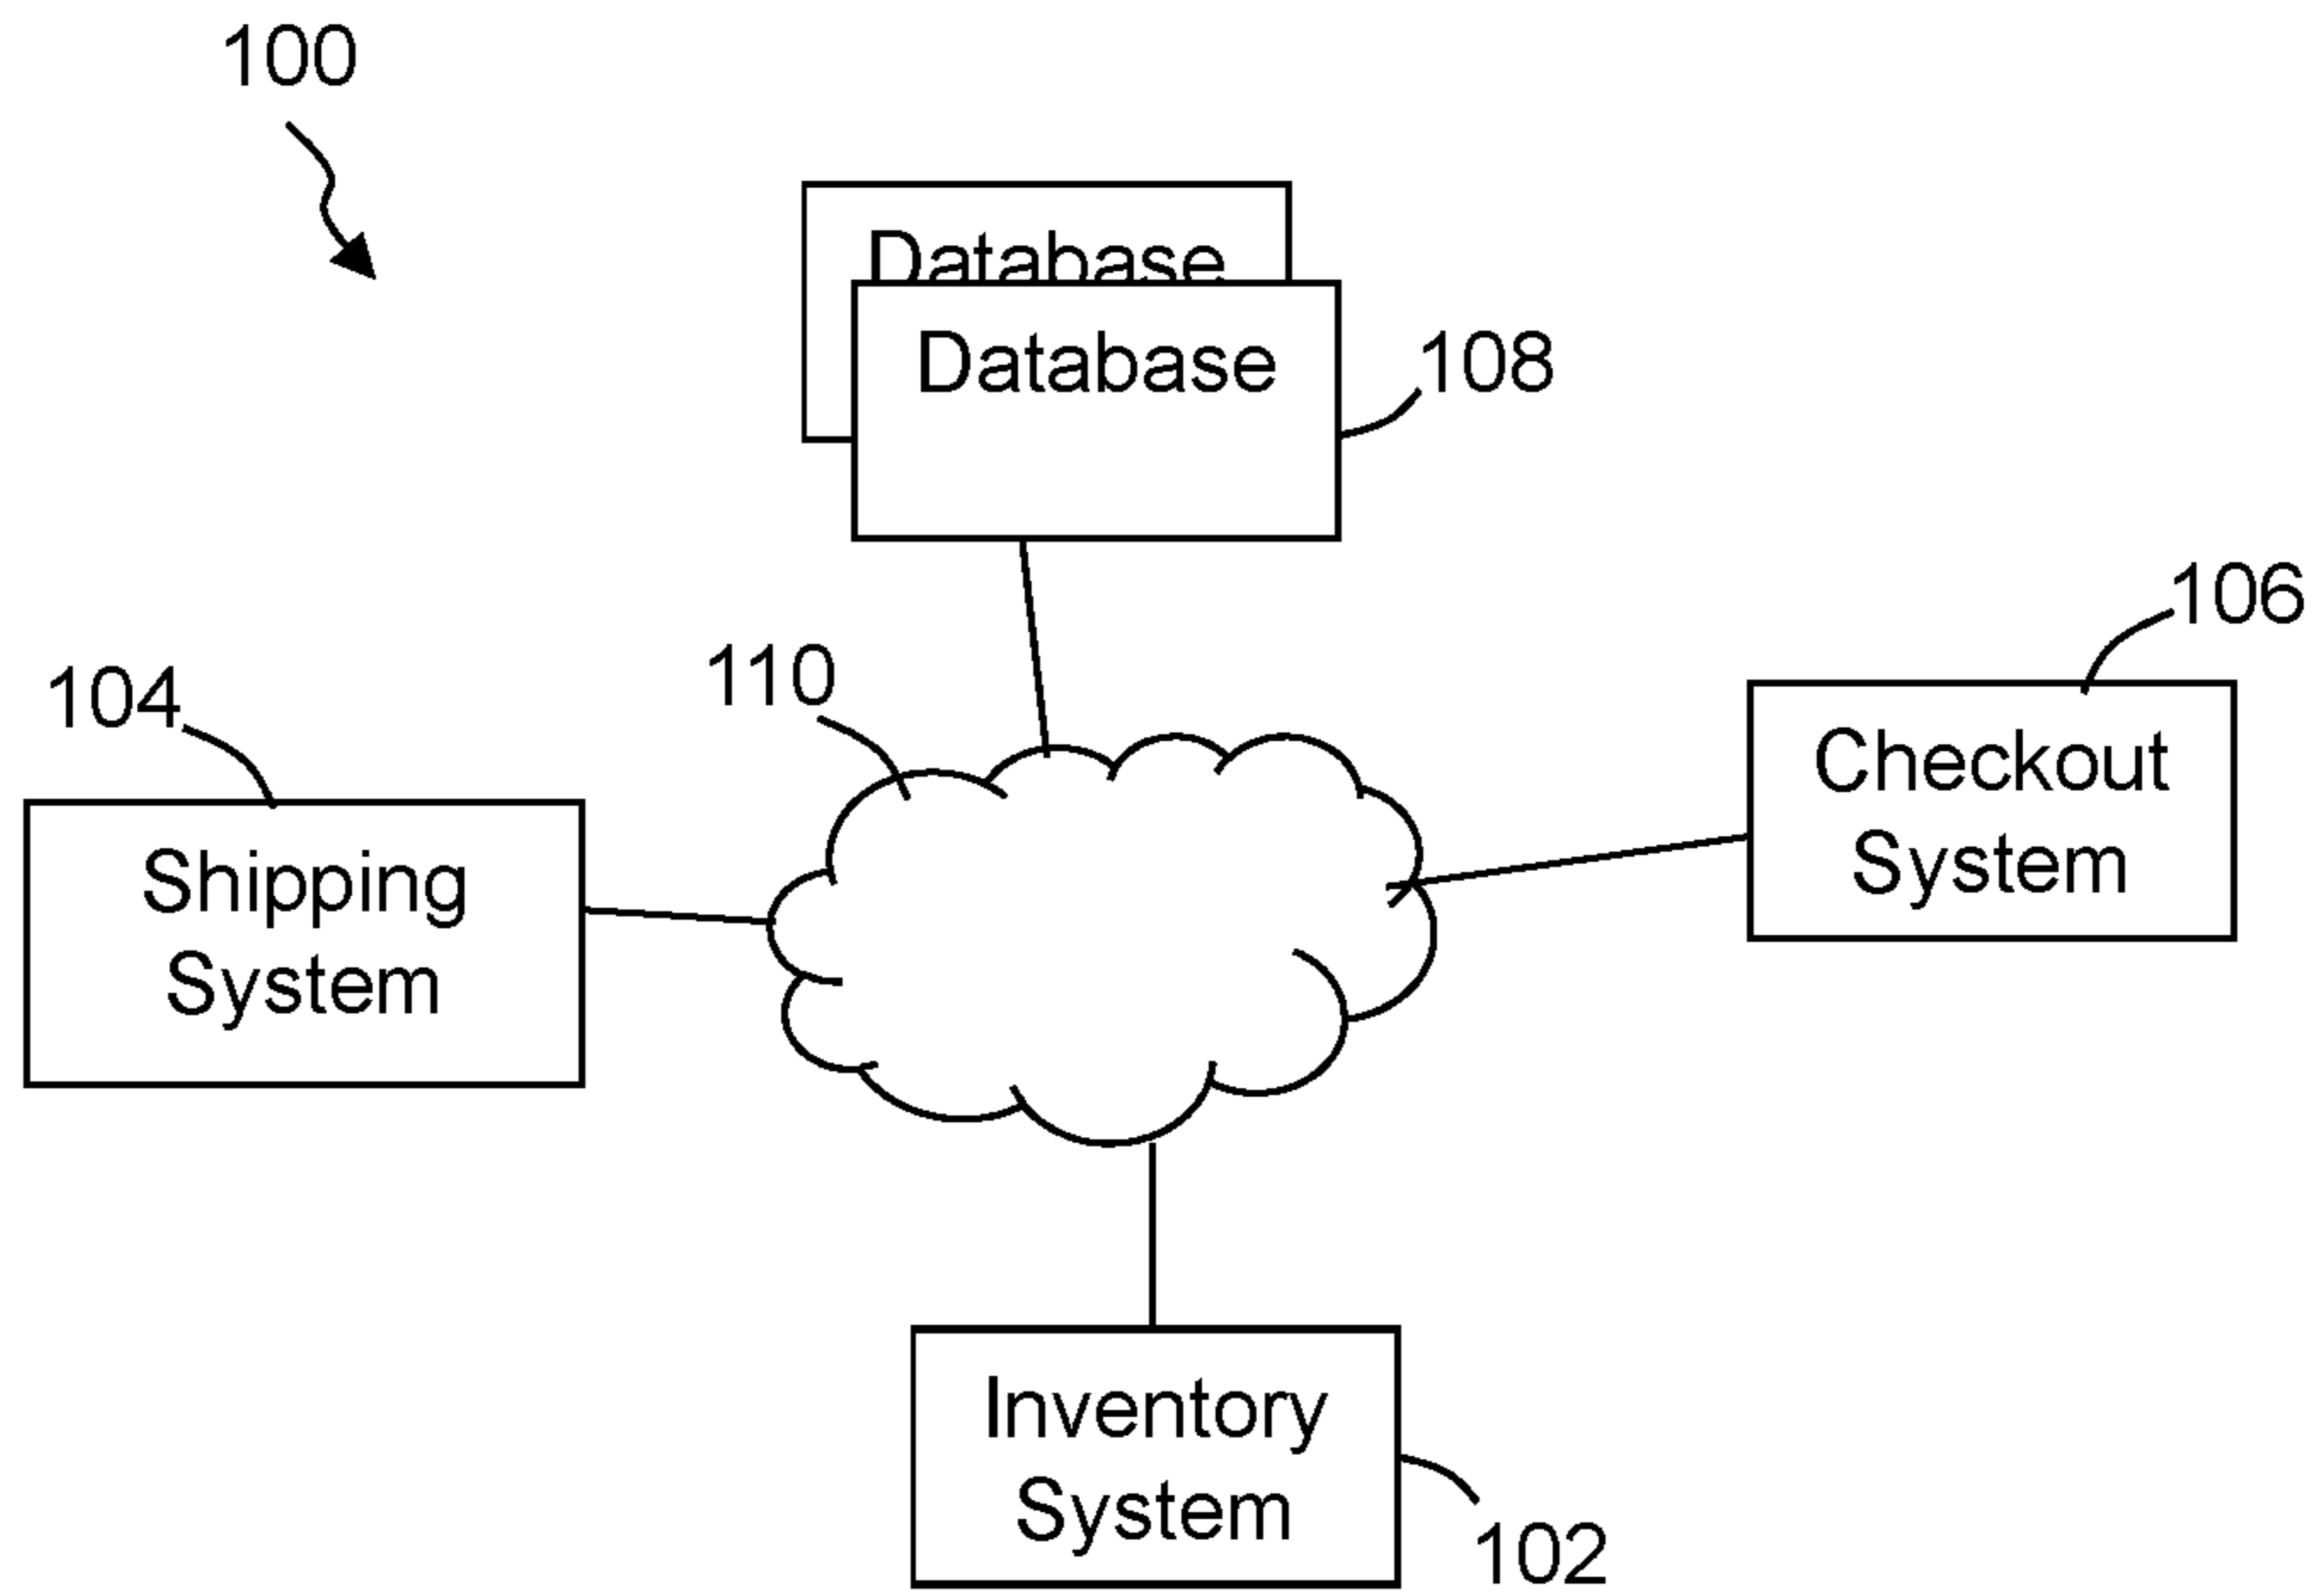 100
Database
Database
108
106
110
104
Checkout
System
Shipping
System
Inventory
System
102